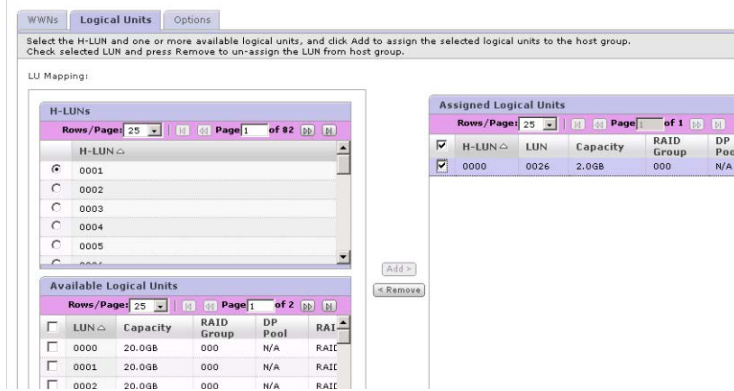 WWNs Logical Units Options
Select the H-LUN and one or more available logical units, and click Add to assign the selected logical units to the host group.
Check selected LUN and press Remove to un-assign the LUN from host group.
LU Mapping:
H-LUNs
Rows/Page: 25 Page 1 of 82
H-LUN
0001
0002
0003
0004
0005
Available Logical Units
Rows/Page: 25 Page 1 of 2
LUN Capacity RAID Group DP Pool
0000 20.0GB 000 N/A RAID
0001 20.0GB 000 N/A RAID
0002 20.0GB 000 N/A RAID
Add >
< Remove
Assigned Logical Units
Rows/Page: 25 Page 1 of 1
H-LUN LUN Capacity RAID Group DP
0000 0026 2.0GB 000 N/A